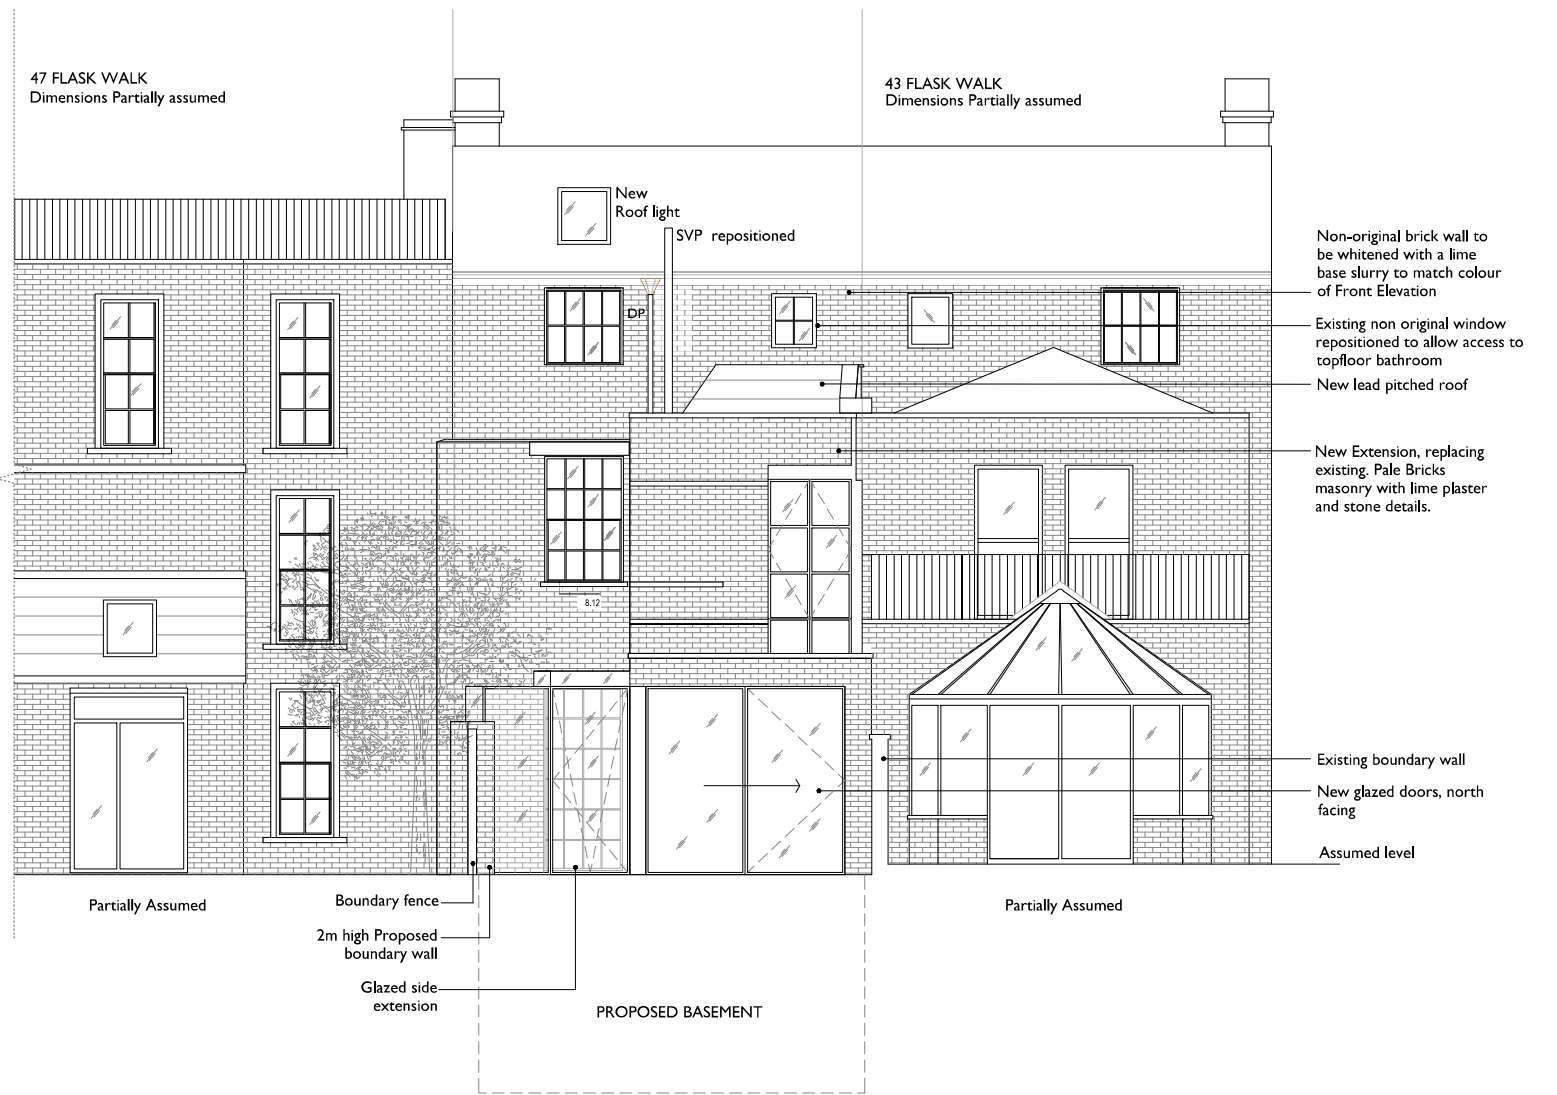 47 FLASK WALK
Dimensions Partially assumed
43 FLASK WALK
Dimensions Partially assumed
New
Roof light
SVP repositioned
DP
Non-original brick wall to
be whitened with a lime
base slurry to match colour
of Front Elevation
Existing non original window
repositioned to allow access to
topfloor bathroom
New lead pitched roof
New Extension, replacing
existing. Pale Bricks
masonry with lime plaster
and stone details.
8.12
Existing boundary wall
New glazed doors, north
facing
Assumed level
Partially Assumed
Boundary fence
2m high Proposed
boundary wall
Glazed side
extension
PROPOSED BASEMENT
Partially Assumed